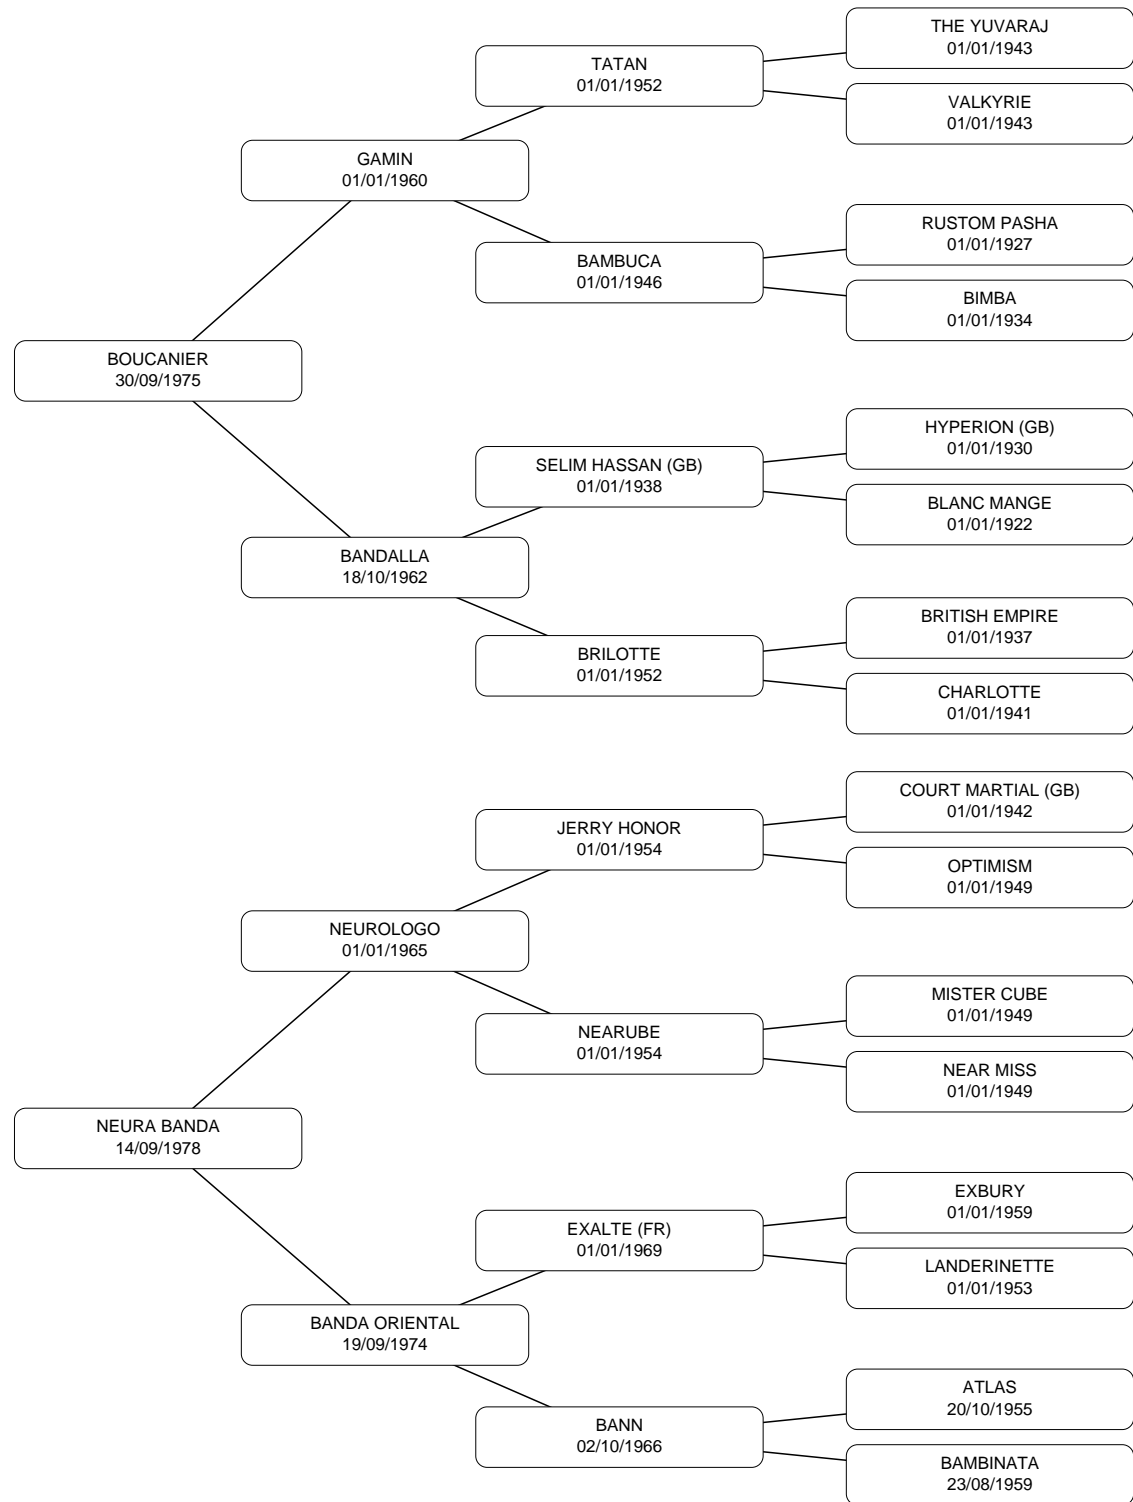 THE YUVARAJ
01/01/1943
TATAN
01/01/1952
VALKYRIE
01/01/1943
GAMIN
01/01/1960
RUSTOM PASHA
01/01/1927
BAMBUCA
01/01/1946
BIMBA
01/01/1934
BOUCANIER
30/09/1975
HYPERION (GB)
01/01/1930
SELIM HASSAN (GB)
01/01/1938
BLANC MANGE
01/01/1922
BANDALLA
18/10/1962
BRITISH EMPIRE
01/01/1937
BRILOTTE
01/01/1952
CHARLOTTE
01/01/1941
COURT MARTIAL (GB)
01/01/1942
JERRY HONOR
01/01/1954
OPTIMISM
01/01/1949
NEUROLOGO
01/01/1965
MISTER CUBE
01/01/1949
NEARUBE
01/01/1954
NEAR MISS
01/01/1949
NEURA BANDA
14/09/1978
EXBURY
01/01/1959
EXALTE (FR)
01/01/1969
LANDERINETTE
01/01/1953
BANDA ORIENTAL
19/09/1974
ATLAS
20/10/1955
BANN
02/10/1966
BAMBINATA
23/08/1959